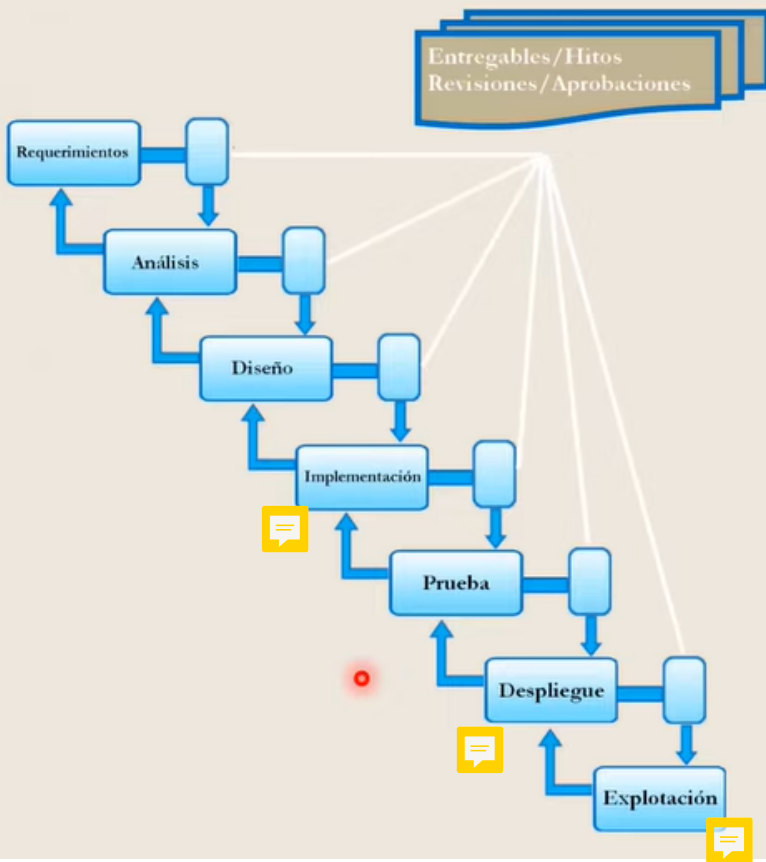 Entregables/Hitos
Revisiones/Aprobaciones
Requerimientos
Análisis
Diseño
Implementación
Prueba
Despliegue
Explotación